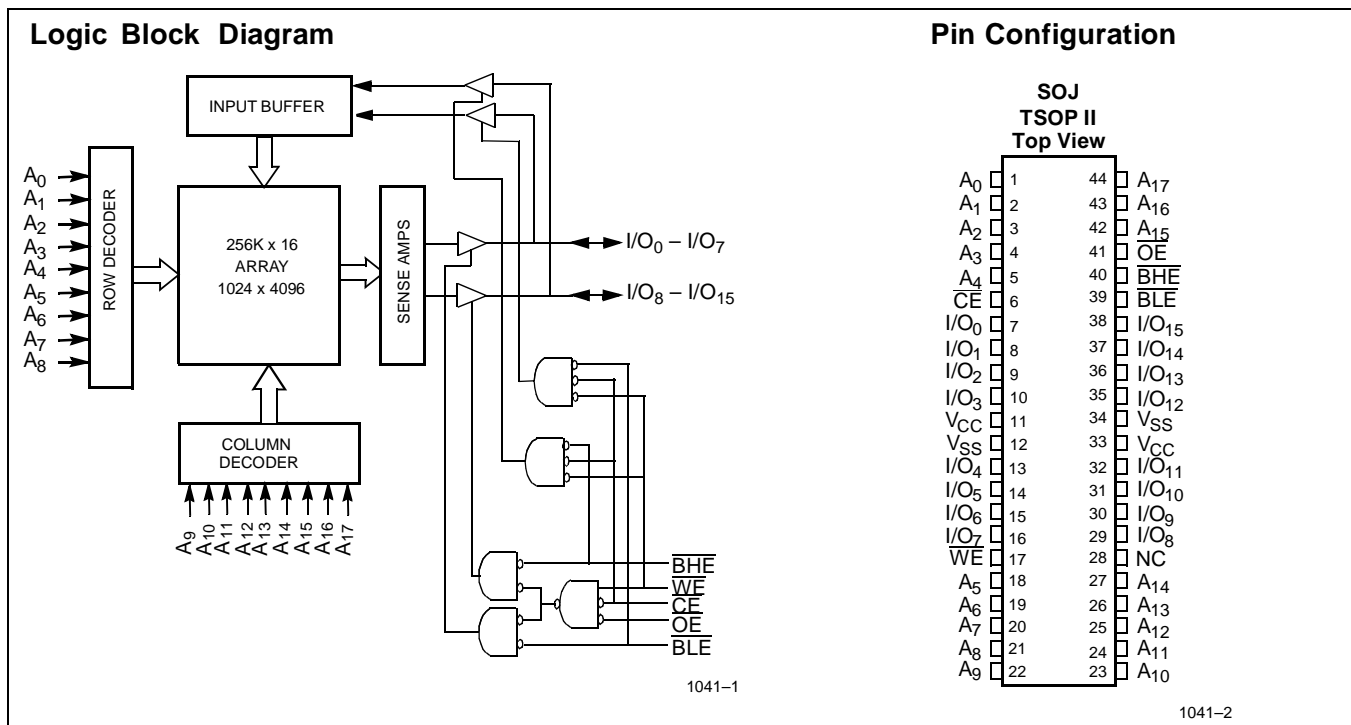 Logic Block Diagram
INPUT BUFFER
A0
A1
A2
A3
A4
A5
A6
A7
A8
ROW DECODER
256K x 16
ARRAY
1024 x 4096
SENSE AMPS
I/O0 – I/O7
I/O8 – I/O15
COLUMN
DECODER
A9
A10
A11
A12
A13
A14
A15
A16
A17
BHE
WE
CE
OE
BLE
1041–1
Pin Configuration
SOJ
TSOP II
Top View
A0 1 44 A17
A1 2 43 A16
A2 3 42 A15
A3 4 41 OE
A4 5 40 BHE
CE 6 39 BLE
I/O0 7 38 I/O15
I/O1 8 37 I/O14
I/O2 9 36 I/O13
I/O3 10 35 I/O12
VCC 11 34 VSS
VSS 12 33 VCC
I/O4 13 32 I/O11
I/O5 14 31 I/O10
I/O6 15 30 I/O9
I/O7 16 29 I/O8
WE 17 28 NC
A5 18 27 A14
A6 19 26 A13
A7 20 25 A12
A8 21 24 A11
A9 22 23 A10
1041–2